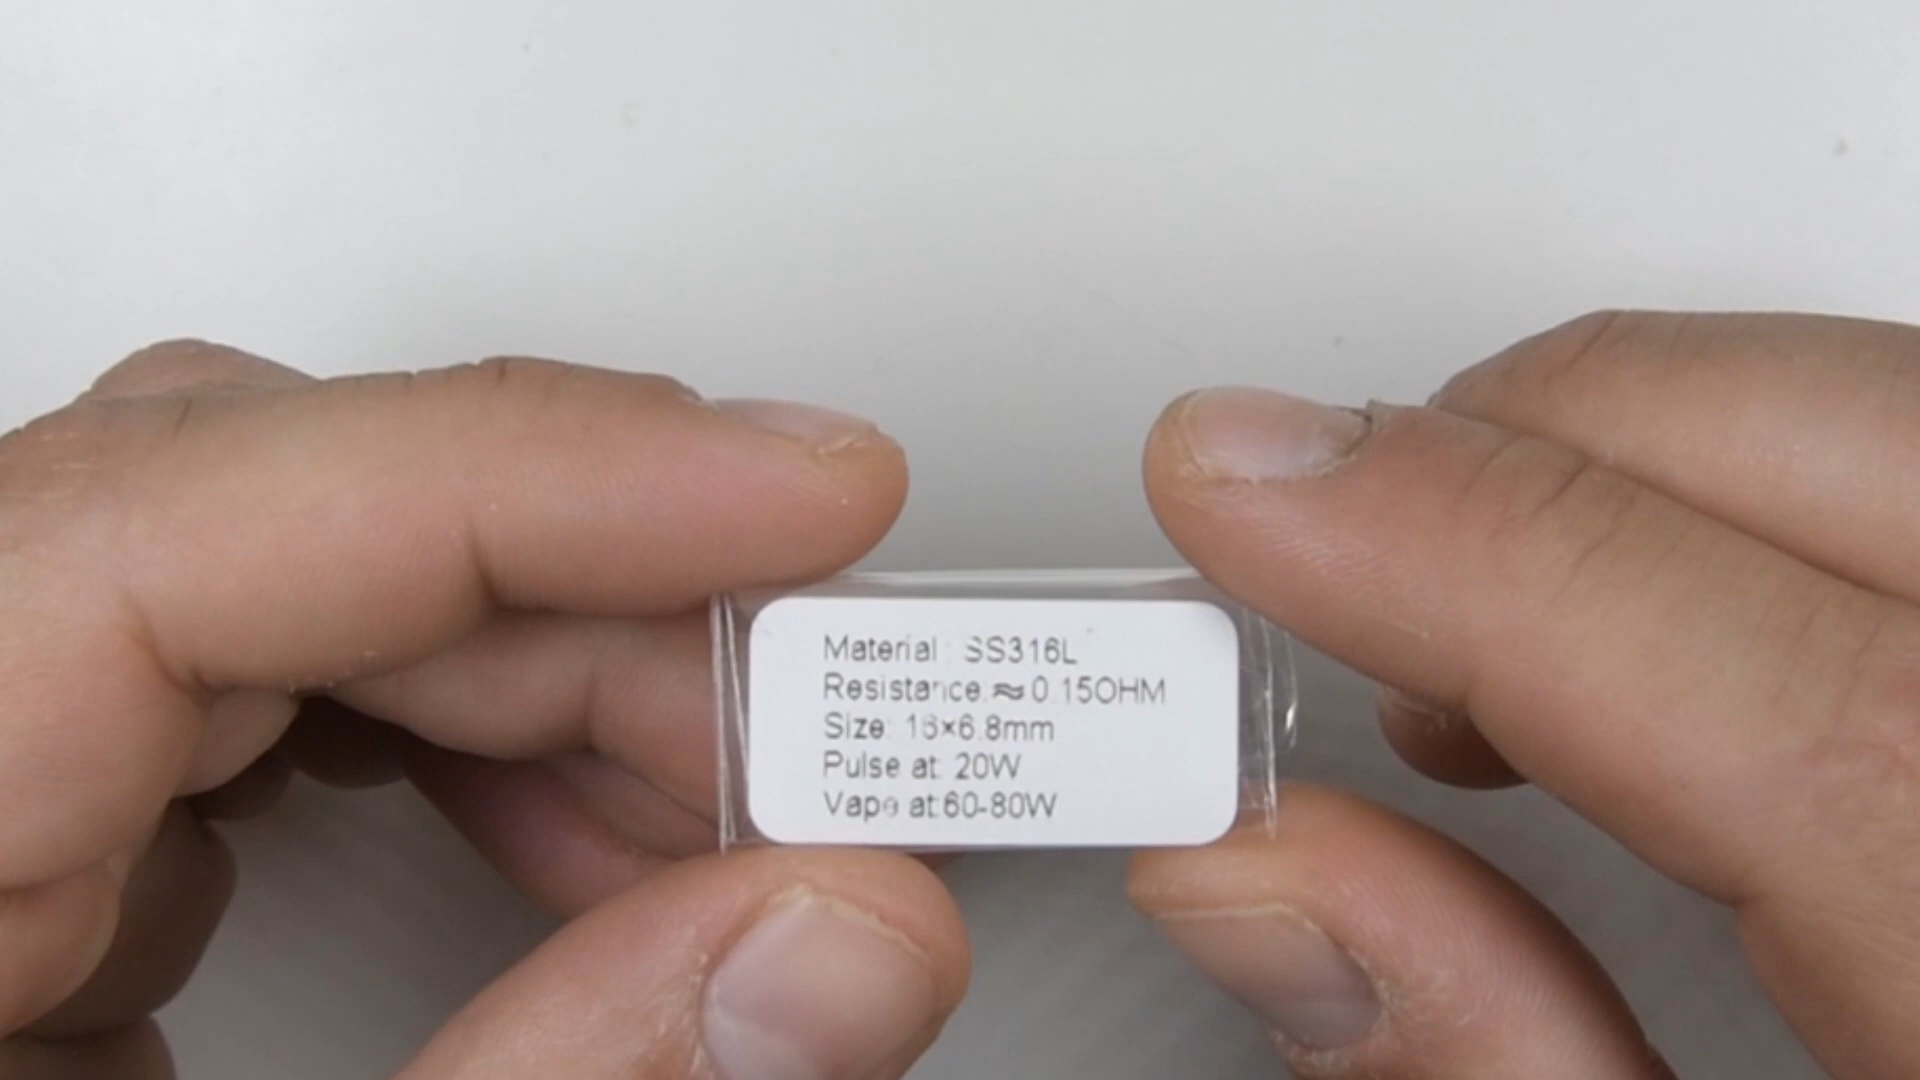 Material: SS316L
Resistance:≈0.15OHM
Size: 16×6.8mm
Pulse at: 20W
Vape at:60-80W